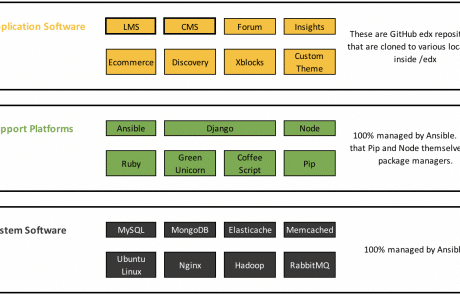 plication Software
LMS CMS Forum Insights
These are GitHub edx reposit
that are cloned to various loca
inside /edx
Ecommerce Discovery Xblocks Custom
Theme
pport Platforms
Ansible Django Node
100% managed by Ansible.
that Pip and Node themselve
package managers.
Ruby Green
Unicorn Coffee
Script Pip
stem Software
MySQL MongoDB Elasticache Memcached
100% managed by Ansibl
Ubuntu
Linux Nginx Hadoop RabbitMQ